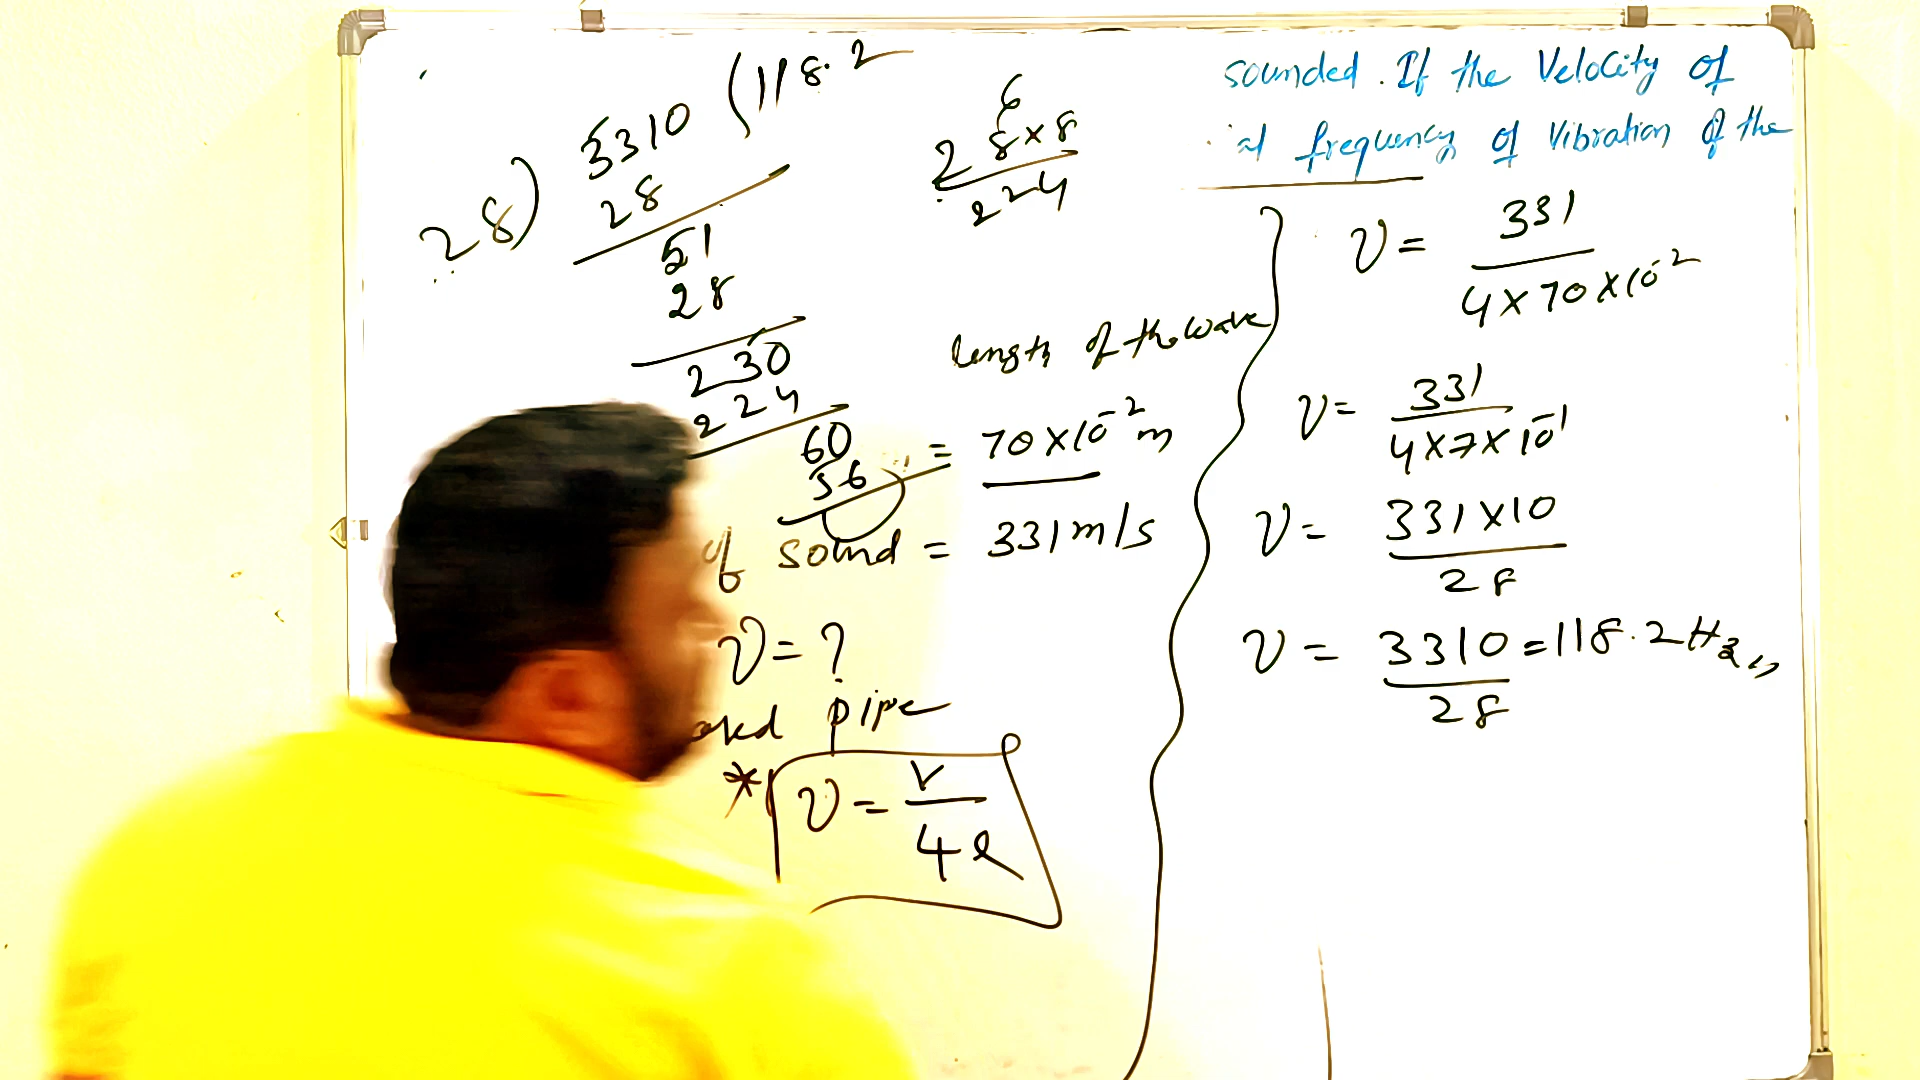 sounded. If the Velocity of
frequency of Vibration of the
28) 3310 (118.2
28
51
28
230
224
60
56
6
28×8
224
length of the wave
= 70×10⁻² m
of sound = 331 m/s
υ = ?
pipe
* υ = v/4l
υ = 331/4×70×10⁻²
υ = 331/4×7×10⁻¹
υ = 331×10/28
υ = 3310/28 = 118.2 Hz,,